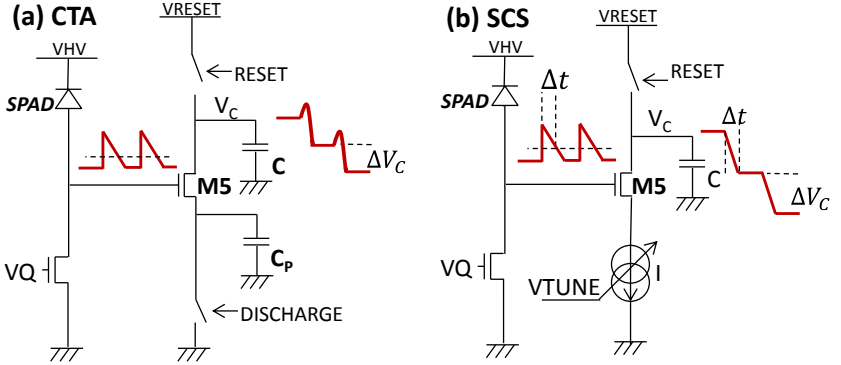 (a) CTA
VRESET
VHV
RESET
SPAD
V_C
C
ΔV_C
M5
C_P
VQ
DISCHARGE
(b) SCS
VRESET
VHV
RESET
Δt
SPAD
V_C
Δt
C
M5
ΔV_C
VQ
VTUNE
I